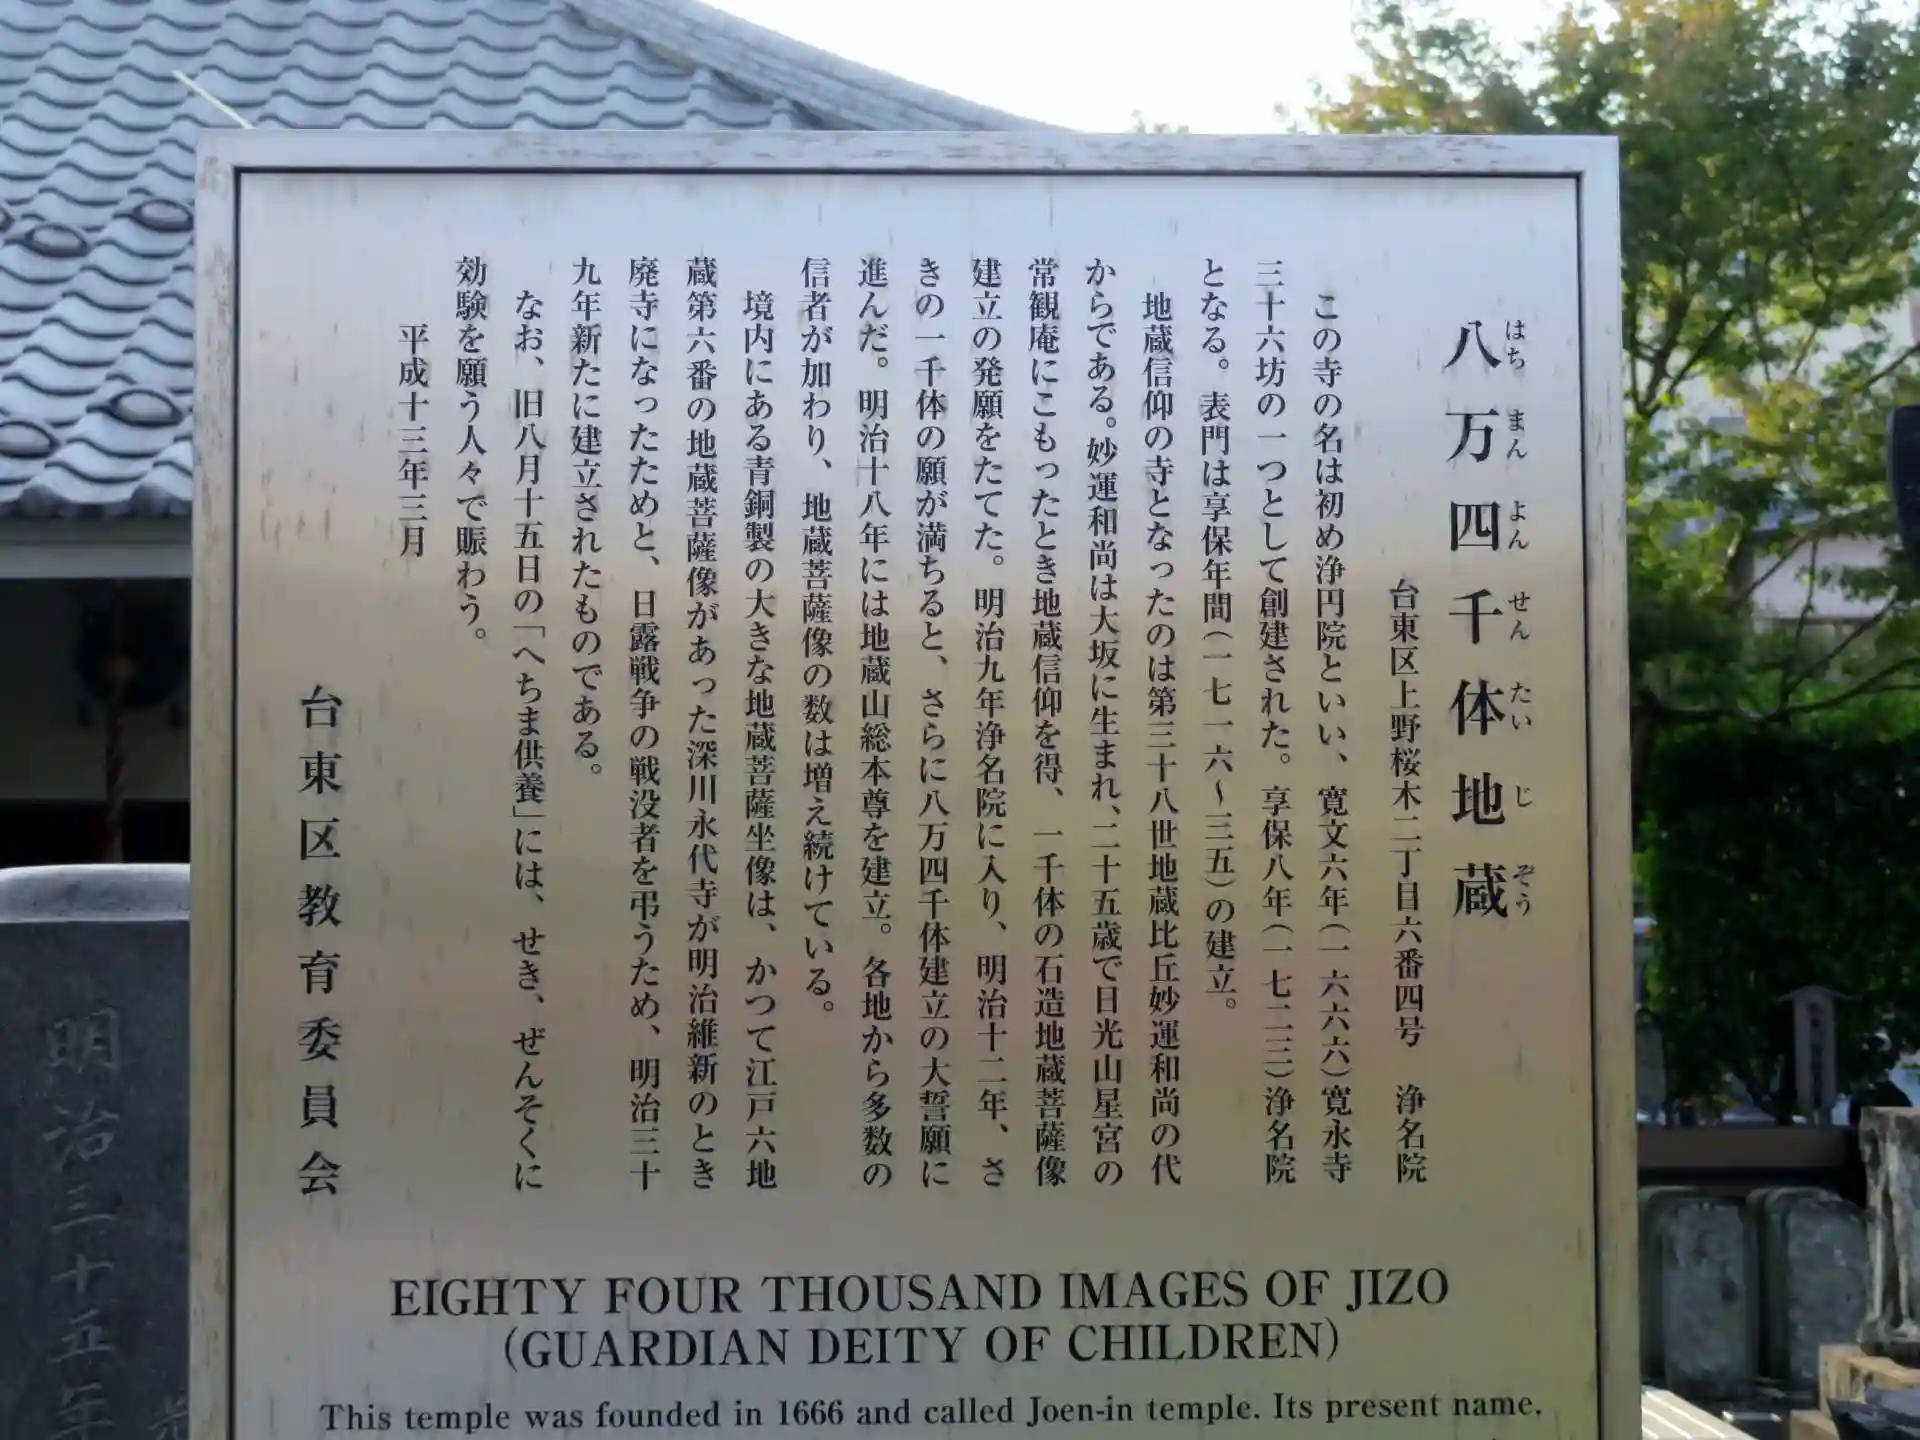 八万四千体地蔵
はちまんよんせんたいじぞう
台東区上野桜木二丁目六番四号　浄名院
この寺の名は初め浄円院といい、寛文六年(一六六六)寛永寺
三十六坊の一つとして創建された。享保八年(一七二三)浄名院
となる。表門は享保年間(一七一六〜三五)の建立。
地蔵信仰の寺となったのは第三十八世地蔵比丘妙運和尚の代
からである。妙運和尚は大坂に生まれ、二十五歳で日光山星宮の
常観庵にこもったとき地蔵信仰を得、一千体の石造地蔵菩薩像
建立の発願をたてた。明治九年浄名院に入り、明治十二年、さ
きの一千体の願が満ちると、さらに八万四千体建立の大誓願に
進んだ。明治十八年には地蔵山総本尊を建立。各地から多数の
信者が加わり、地蔵菩薩像の数は増え続けている。
境内にある青銅製の大きな地蔵菩薩坐像は、かつて江戸六地
蔵第六番の地蔵菩薩像があった深川永代寺が明治維新のとき
廃寺になったためと、日露戦争の戦没者を弔うため、明治三十
九年新たに建立されたものである。
なお、旧八月十五日の「へちま供養」には、せき、ぜんそくに
効験を願う人々で賑わう。
平成十三年三月
台東区教育委員会
EIGHTY FOUR THOUSAND IMAGES OF JIZO
(GUARDIAN DEITY OF CHILDREN)
This temple was founded in 1666 and called Joen-in temple. Its present name,
明治三十五年